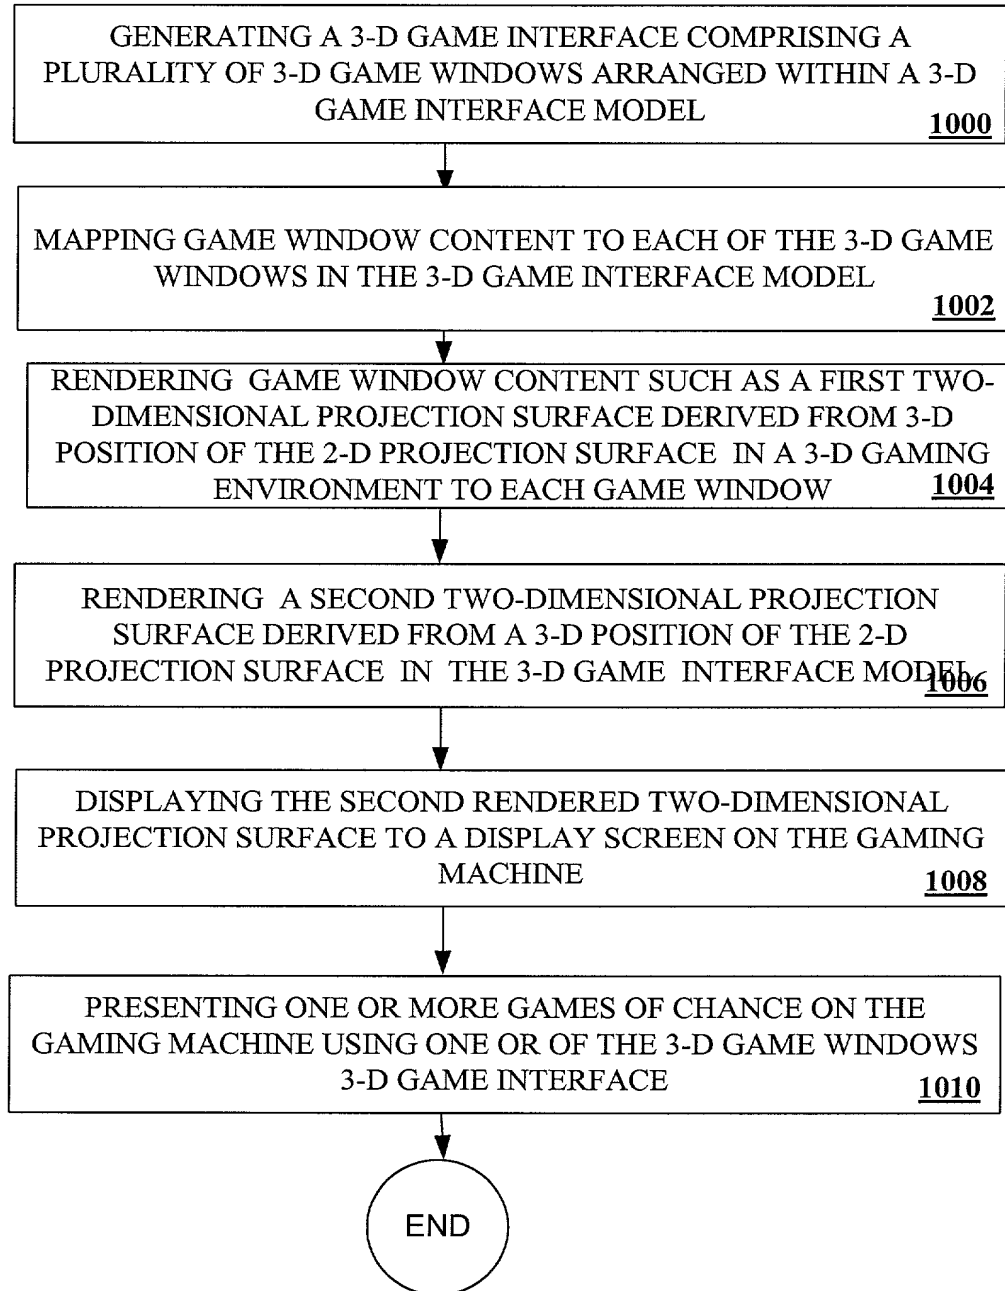 GENERATING A 3-D GAME INTERFACE COMPRISING A
PLURALITY OF 3-D GAME WINDOWS ARRANGED WITHIN A 3-D
GAME INTERFACE MODEL
1000
MAPPING GAME WINDOW CONTENT TO EACH OF THE 3-D GAME
WINDOWS IN THE 3-D GAME INTERFACE MODEL
1002
RENDERING GAME WINDOW CONTENT SUCH AS A FIRST TWO-
DIMENSIONAL PROJECTION SURFACE DERIVED FROM 3-D
POSITION OF THE 2-D PROJECTION SURFACE IN A 3-D GAMING
ENVIRONMENT TO EACH GAME WINDOW
1004
RENDERING A SECOND TWO-DIMENSIONAL PROJECTION
SURFACE DERIVED FROM A 3-D POSITION OF THE 2-D
PROJECTION SURFACE IN THE 3-D GAME INTERFACE MODEL
1006
DISPLAYING THE SECOND RENDERED TWO-DIMENSIONAL
PROJECTION SURFACE TO A DISPLAY SCREEN ON THE GAMING
MACHINE
1008
PRESENTING ONE OR MORE GAMES OF CHANCE ON THE
GAMING MACHINE USING ONE OR OF THE 3-D GAME WINDOWS
3-D GAME INTERFACE
1010
END